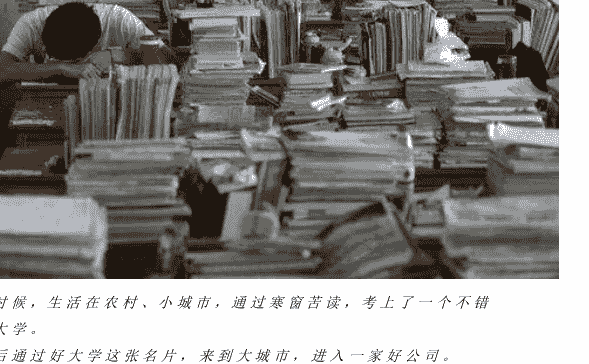 时候，生活在农村、小城市，通过寒窗苦读，考上了一个不错
大学。
后通过好大学这张名片，来到大城市，进入一家好公司。